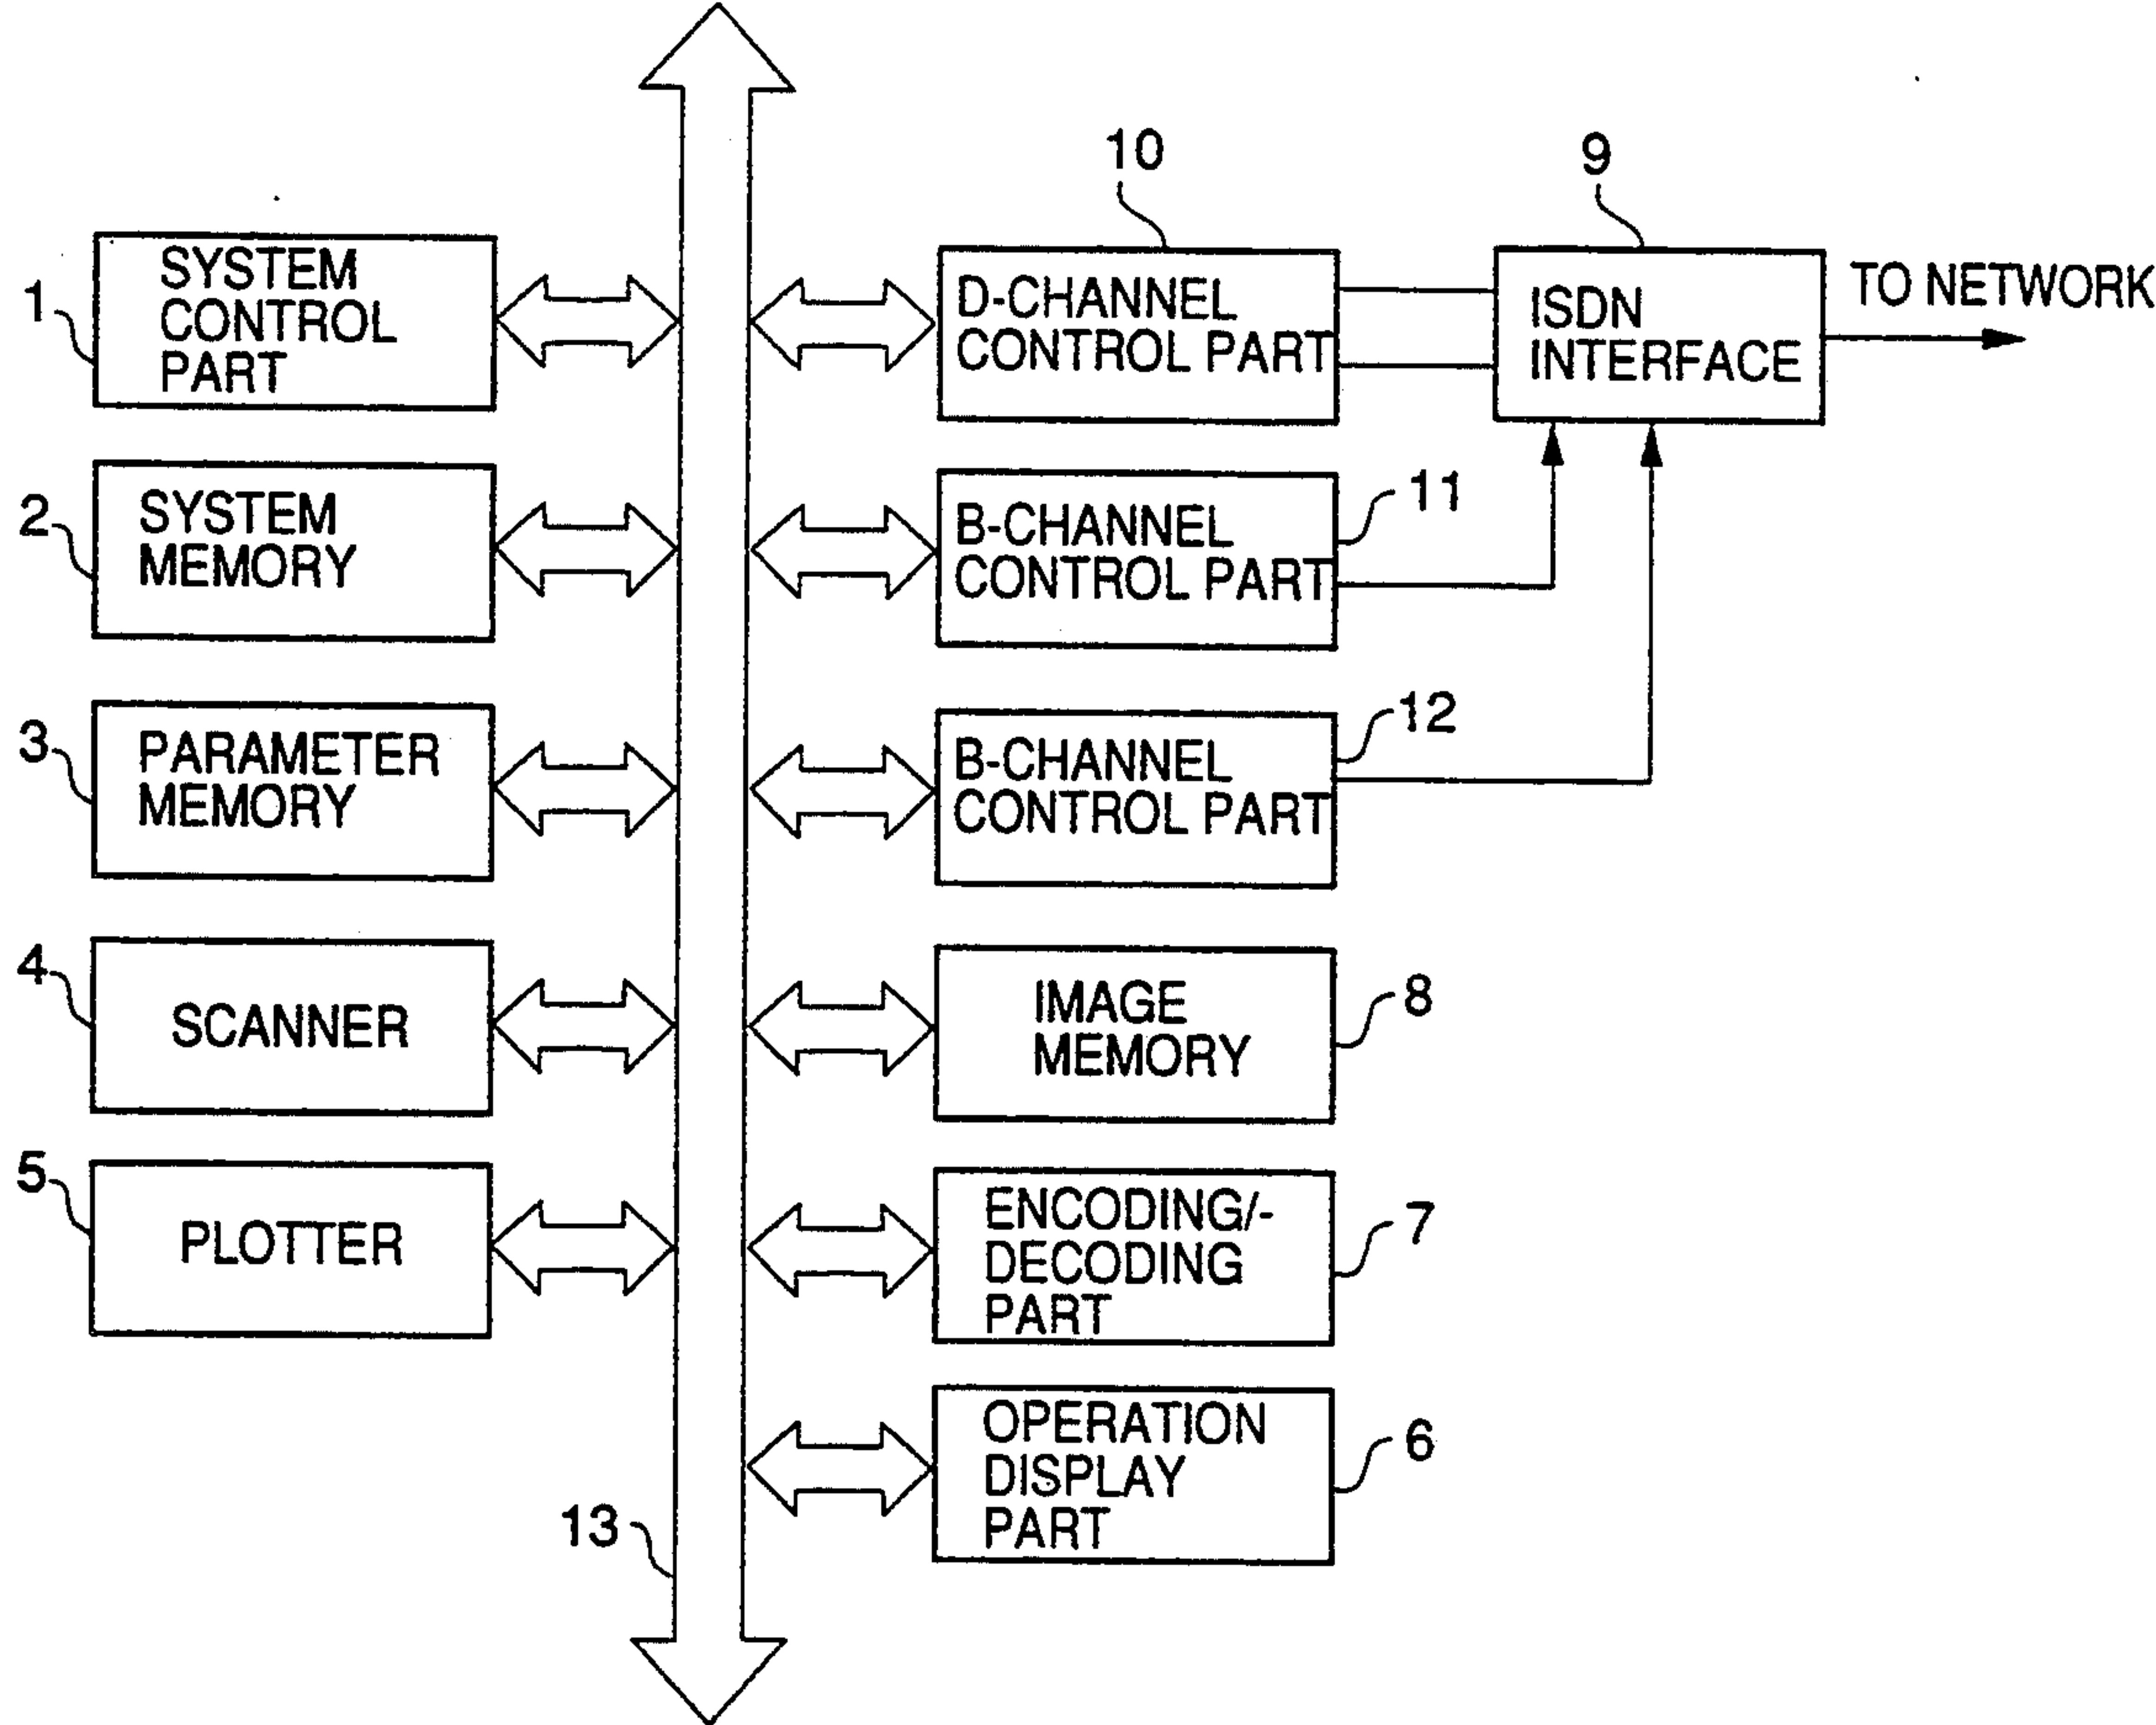 10
9
1
SYSTEM
CONTROL
PART
D-CHANNEL
CONTROL PART
ISDN
INTERFACE
TO NETWORK
2
SYSTEM
MEMORY
B-CHANNEL
CONTROL PART
11
3
PARAMETER
MEMORY
B-CHANNEL
CONTROL PART
12
4
SCANNER
IMAGE
MEMORY
8
5
PLOTTER
ENCODING/-
DECODING
PART
7
OPERATION
DISPLAY
PART
6
13